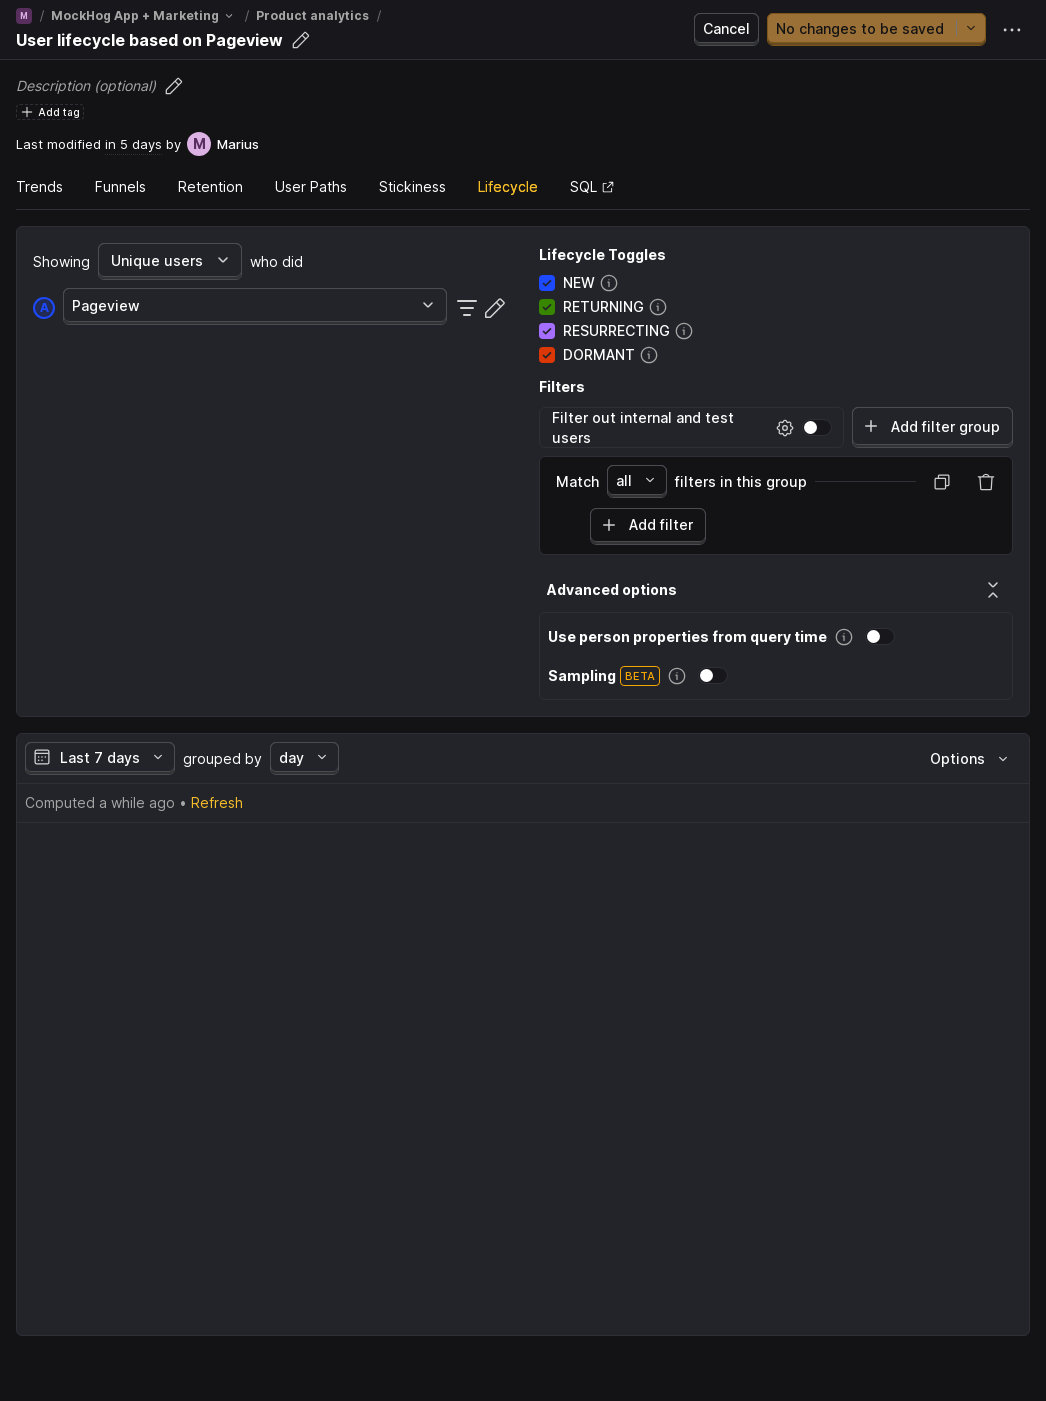 M / MockHog App + Marketing / Product analytics /
User lifecycle based on Pageview
Cancel
No changes to be saved
Description (optional)
Add tag
Last modified in 5 days by M Marius
Trends Funnels Retention User Paths Stickiness Lifecycle SQL
Showing Unique users who did
A Pageview
Lifecycle Toggles
NEW
RETURNING
RESURRECTING
DORMANT
Filters
Filter out internal and test
users
Add filter group
Match all filters in this group
Add filter
Advanced options
Use person properties from query time
Sampling BETA
Last 7 days grouped by day Options
Computed a while ago • Refresh